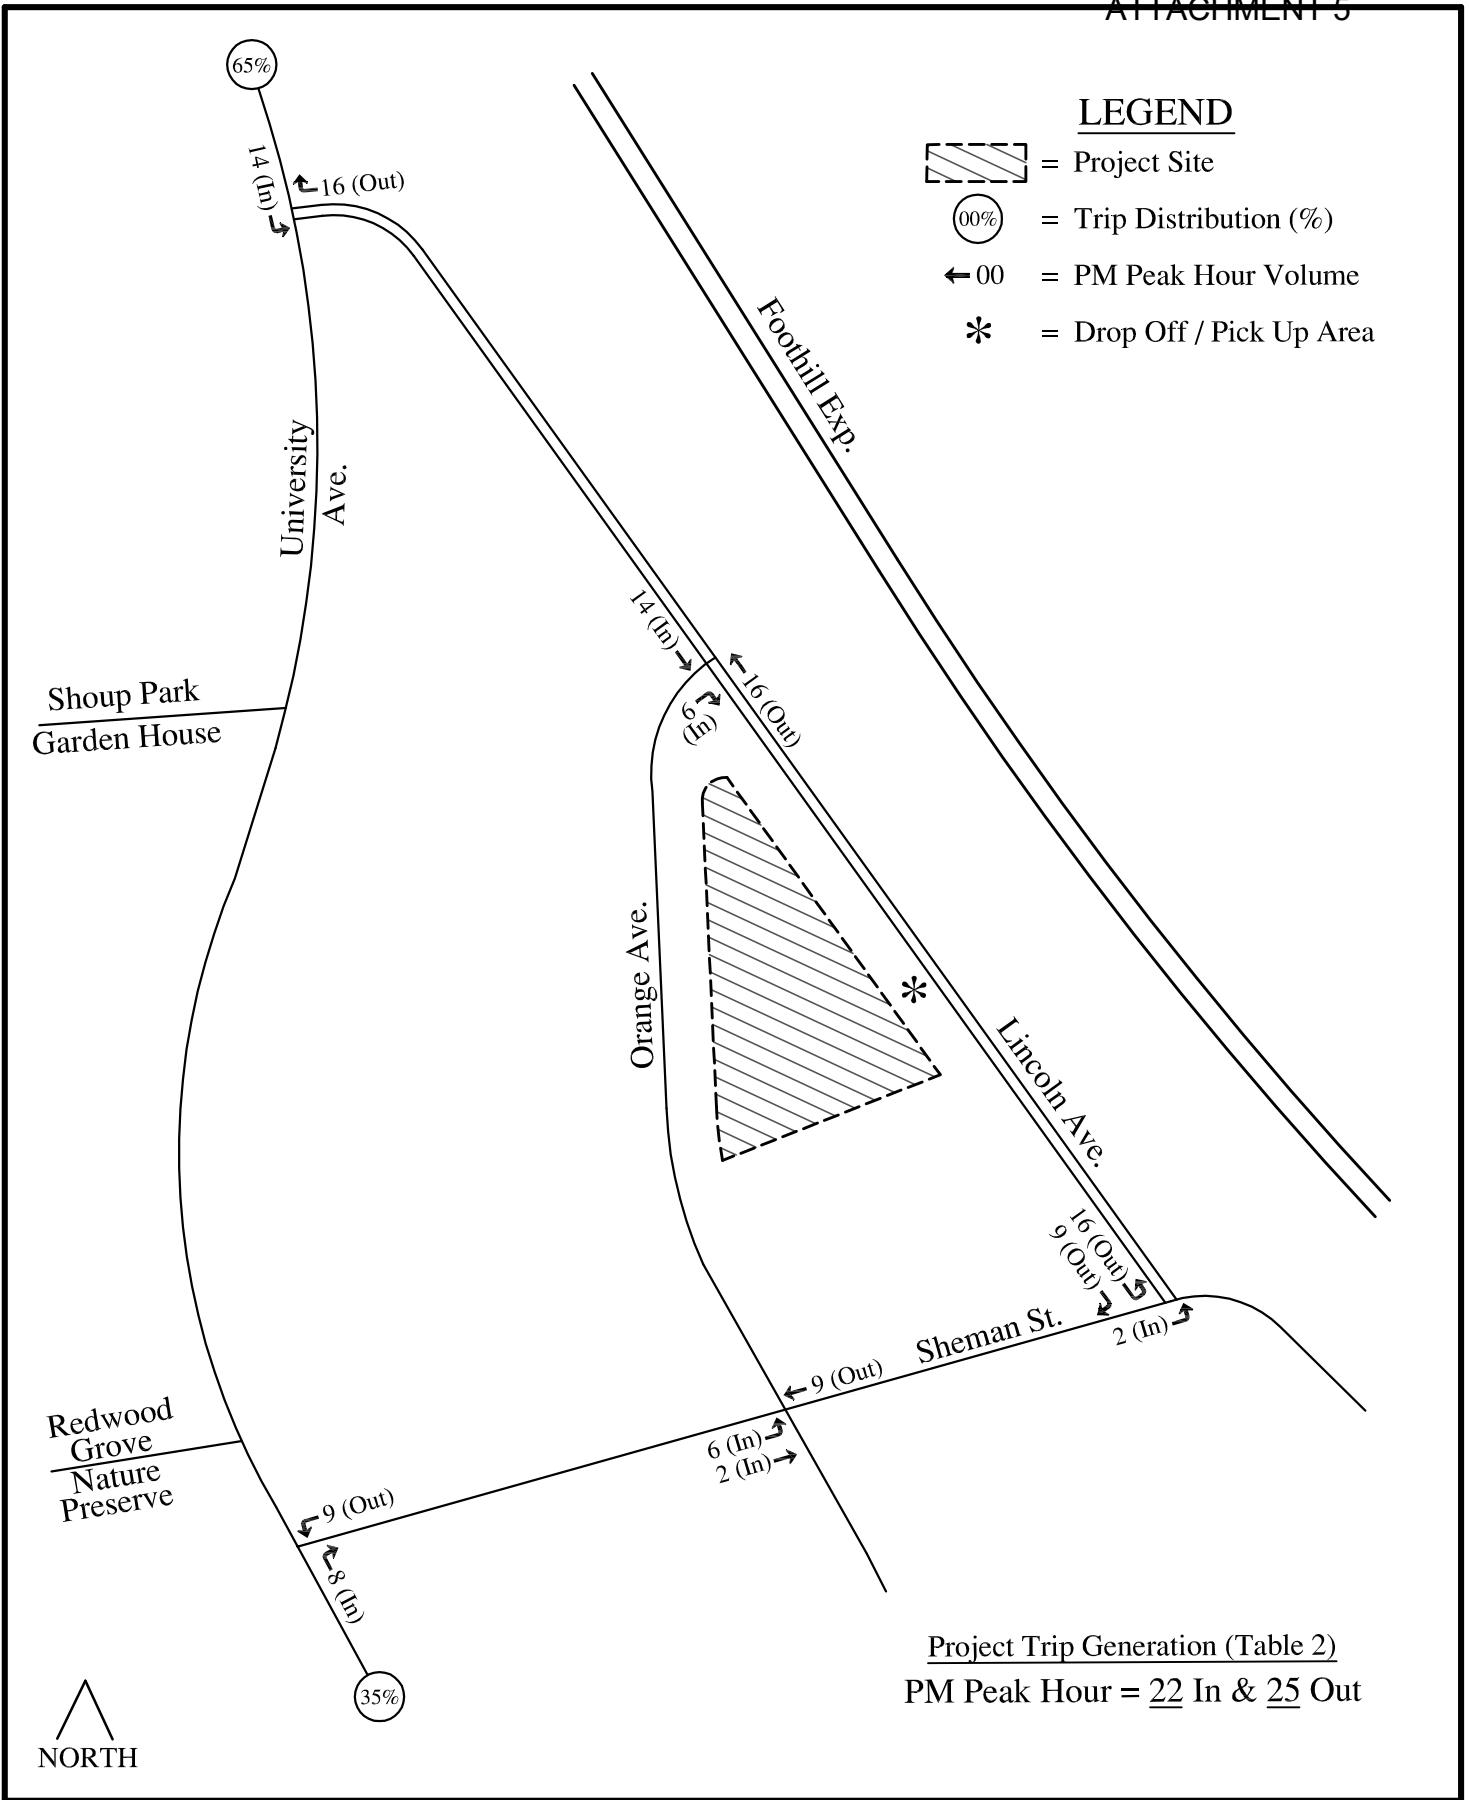 ATTACHMENT 5
65%
LEGEND
= Project Site
00% = Trip Distribution (%)
00 = PM Peak Hour Volume
* = Drop Off / Pick Up Area
14 (In)
16 (Out)
Foothill Exp.
University
Ave.
14 (In)
16 (Out)
6
(In)
Shoup Park
Garden House
Orange Ave.
*
Lincoln Ave.
16 (Out)
9 (Out)
2 (In)
Sheman St.
9 (Out)
6 (In)
2 (In)
Redwood
Grove
Nature
Preserve
9 (Out)
8 (In)
35%
Project Trip Generation (Table 2)
PM Peak Hour = 22 In & 25 Out
NORTH